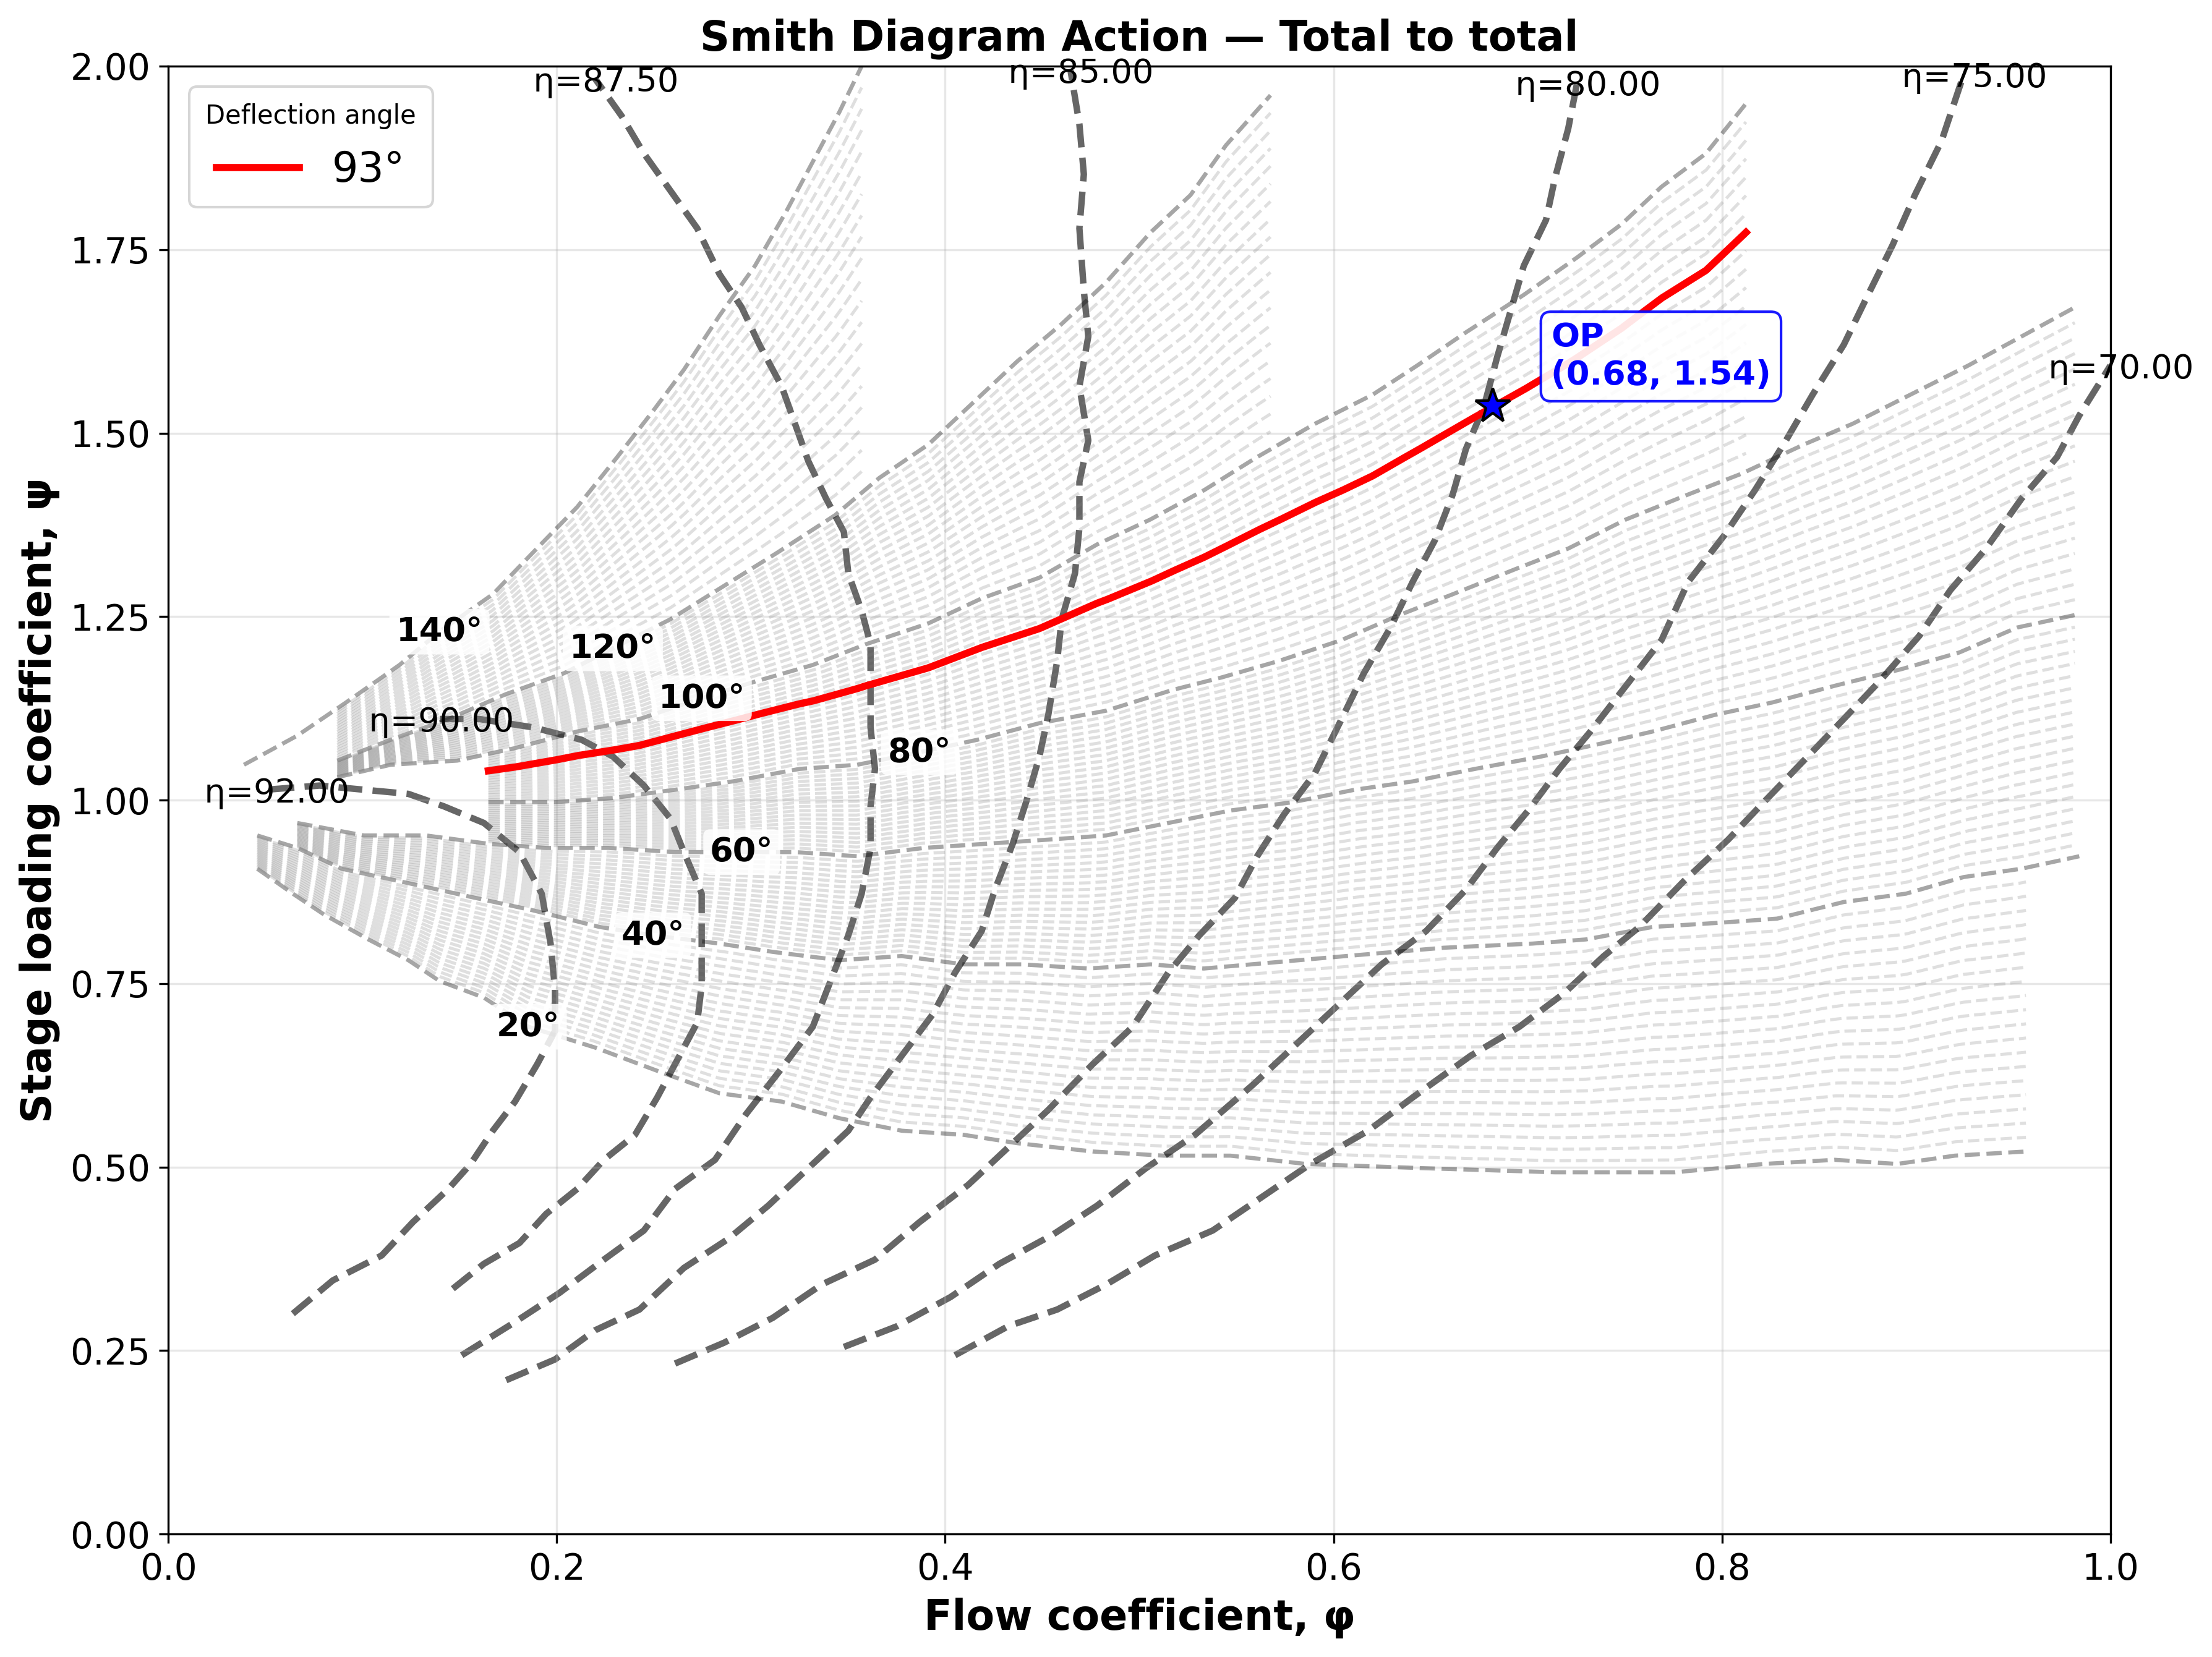 Smith Diagram Action — Total to total
2.00
1.75
1.50
1.25
1.00
0.75
0.50
0.25
0.00
Stage loading coefficient, ψ
Deflection angle
93°
η=87.50
η=85.00
η=80.00
η=75.00
η=70.00
OP
(0.68, 1.54)
140°
120°
100°
80°
60°
40°
20°
η=90.00
η=92.00
0.0
0.2
0.4
0.6
0.8
1.0
Flow coefficient, φ